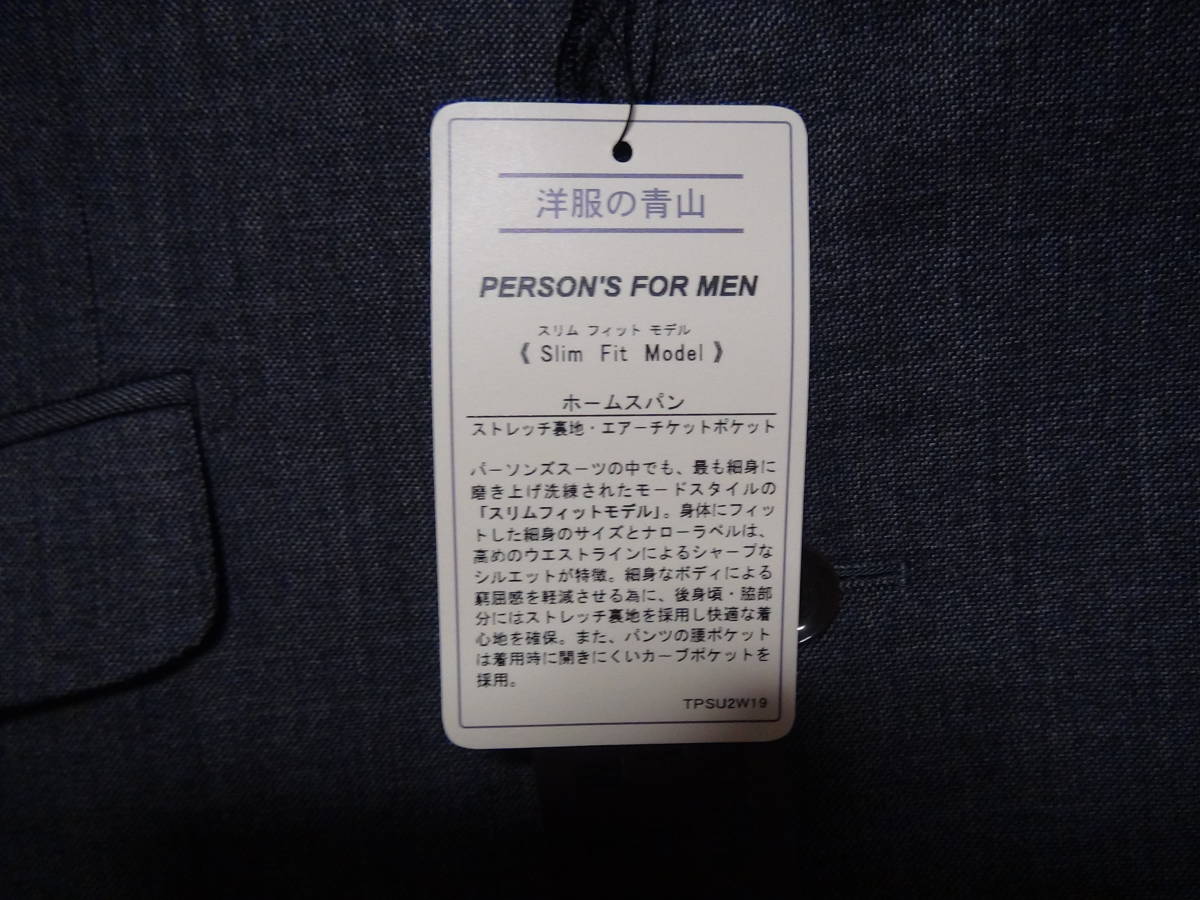 洋服の青山
PERSON'S FOR MEN
スリム フィット モデル
《 Slim Fit Model 》
ホームスパン
ストレッチ裏地・エアーチケットポケット
パーソンズスーツの中でも、最も細身に
磨き上げ洗練されたモードスタイルの
「スリムフィットモデル」。身体にフィッ
トした細身のサイズとナローラペルは、
高めのウエストラインによるシャープな
シルエットが特徴。細身なボディによる
窮屈感を軽減させる為に、後身頃・脇部
分にはストレッチ裏地を採用し快適な着
心地を確保。また、パンツの腰ポケット
は着用時に開きにくいカーブポケットを
採用。
TPSU2W19